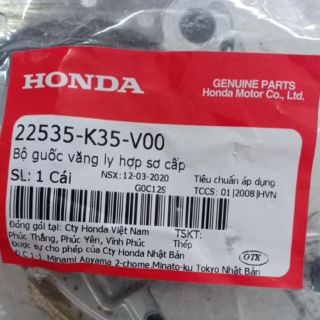 HONDA
GENUINE PARTS
Honda Motor Co., Ltd.
22535-K35-V00
Bộ guốc văng ly hợp sơ cấp
SL: 1 Cái
NSX: 12-03-2020
G0C12S
Tiêu chuẩn áp dụng
TCCS: 01|2008|HVN
Đóng gói tại: Cty Honda Việt Nam
TSKT:
Phúc Thắng, Phúc Yên, Vĩnh Phúc
Thép
Được sự cho phép của Cty Honda Nhật Bản
Đ.C 1-1, Minami Aoyama 2-chome, Minato-ku Tokyo Nhật Bản
OTK